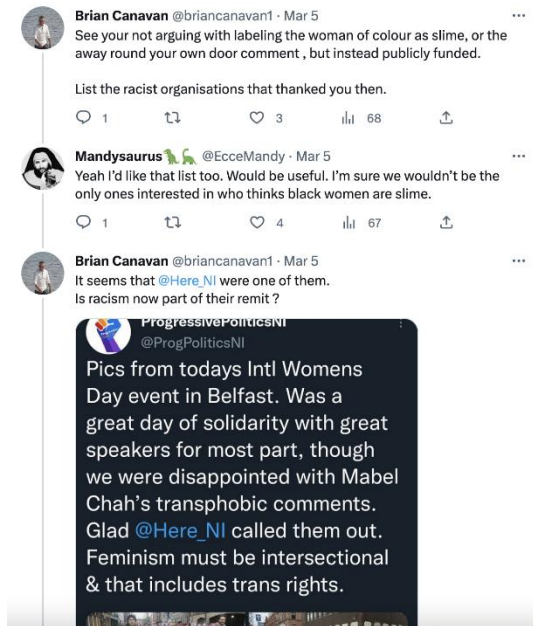 Brian Canavan @briancanavan1 · Mar 5
See your not arguing with labeling the woman of colour as slime, or the
away round your own door comment , but instead publicly funded.
List the racist organisations that thanked you then.
1 3 68
Mandysaurus @EcceMandy · Mar 5
Yeah I'd like that list too. Would be useful. I'm sure we wouldn't be the
only ones interested in who thinks black women are slime.
1 4 67
Brian Canavan @briancanavan1 · Mar 5
It seems that @Here_NI were one of them.
Is racism now part of their remit ?
ProgressivePoliticsNI
@ProgPoliticsNI
Pics from todays Intl Womens
Day event in Belfast. Was a
great day of solidarity with great
speakers for most part, though
we were disappointed with Mabel
Chah's transphobic comments.
Glad @Here_NI called them out.
Feminism must be intersectional
& that includes trans rights.